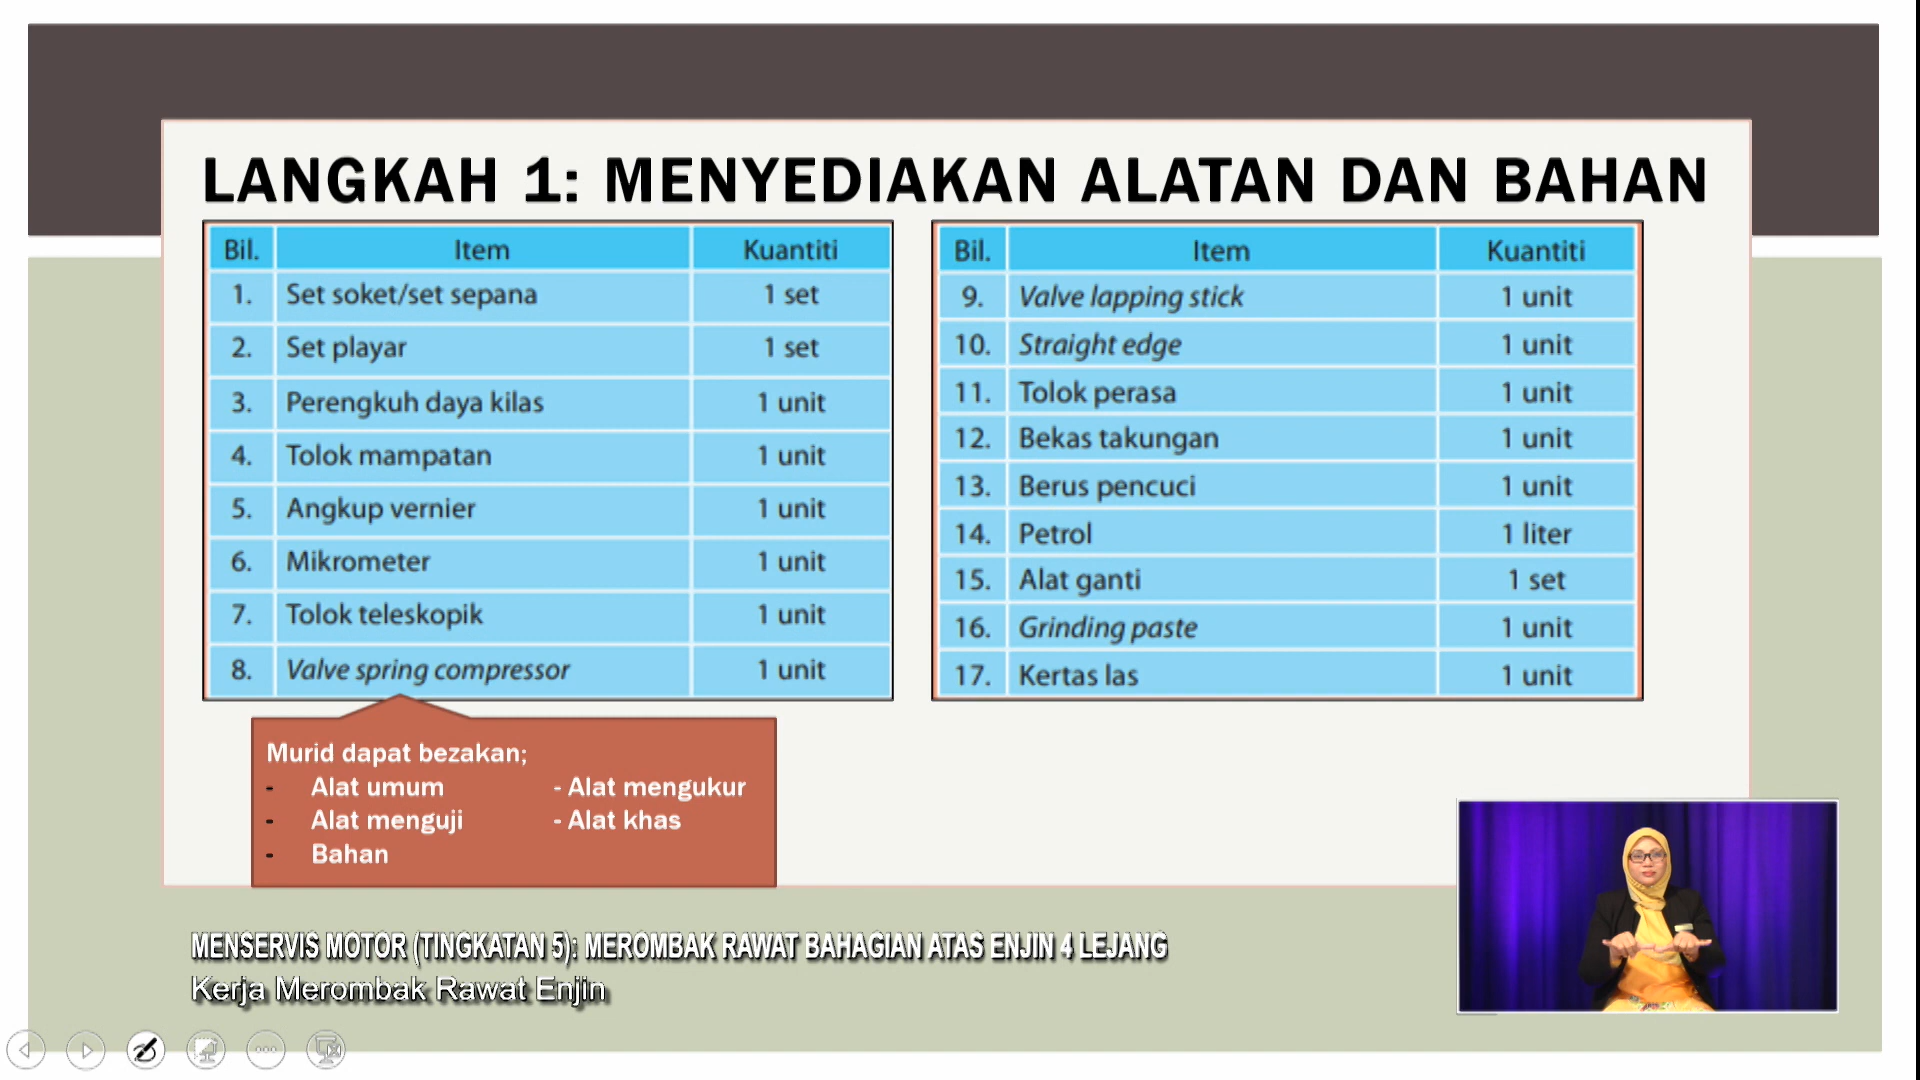 LANGKAH 1: MENYEDIAKAN ALATAN DAN BAHAN
Bil. Item Kuantiti
1. Set soket/set sepana 1 set
2. Set playar 1 set
3. Perengkuh daya kilas 1 unit
4. Tolok mampatan 1 unit
5. Angkup vernier 1 unit
6. Mikrometer 1 unit
7. Tolok teleskopik 1 unit
8. Valve spring compressor 1 unit
Bil. Item Kuantiti
9. Valve lapping stick 1 unit
10. Straight edge 1 unit
11. Tolok perasa 1 unit
12. Bekas takungan 1 unit
13. Berus pencuci 1 unit
14. Petrol 1 liter
15. Alat ganti 1 set
16. Grinding paste 1 unit
17. Kertas las 1 unit
Murid dapat bezakan;
- Alat umum - Alat mengukur
- Alat menguji - Alat khas
- Bahan
MENSERVIS MOTOR (TINGKATAN 5): MEROMBAK RAWAT BAHAGIAN ATAS ENJIN 4 LEJANG
Kerja Merombak Rawat Enjin